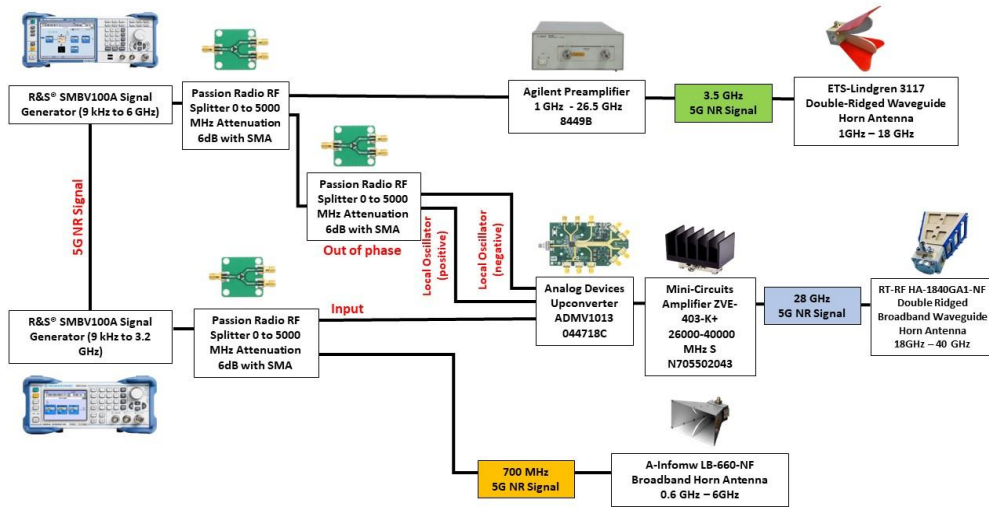 R&S® SMBV100A Signal
Generator (9 kHz to 6 GHz)
Passion Radio RF
Splitter 0 to 5000
MHz Attenuation
6dB with SMA
Agilent Preamplifier
1 GHz - 26.5 GHz
8449B
3.5 GHz
5G NR Signal
ETS-Lindgren 3117
Double-Ridged Waveguide
Horn Antenna
1GHz – 18 GHz
5G NR Signal
Passion Radio RF
Splitter 0 to 5000
MHz Attenuation
6dB with SMA
Out of phase
Local Oscillator
(positive)
Local Oscillator
(negative)
R&S® SMBV100A Signal
Generator (9 kHz to 3.2
GHz)
Passion Radio RF
Splitter 0 to 5000
MHz Attenuation
6dB with SMA
Input
Analog Devices
Upconverter
ADMV1013
044718C
Mini-Circuits
Amplifier ZVE-
403-K+
26000-40000
MHz S
N705502043
28 GHz
5G NR Signal
RT-RF HA-1840GA1-NF
Double Ridged
Broadband Waveguide
Horn Antenna
18GHz – 40 GHz
700 MHz
5G NR Signal
A-Infomw LB-660-NF
Broadband Horn Antenna
0.6 GHz – 6GHz